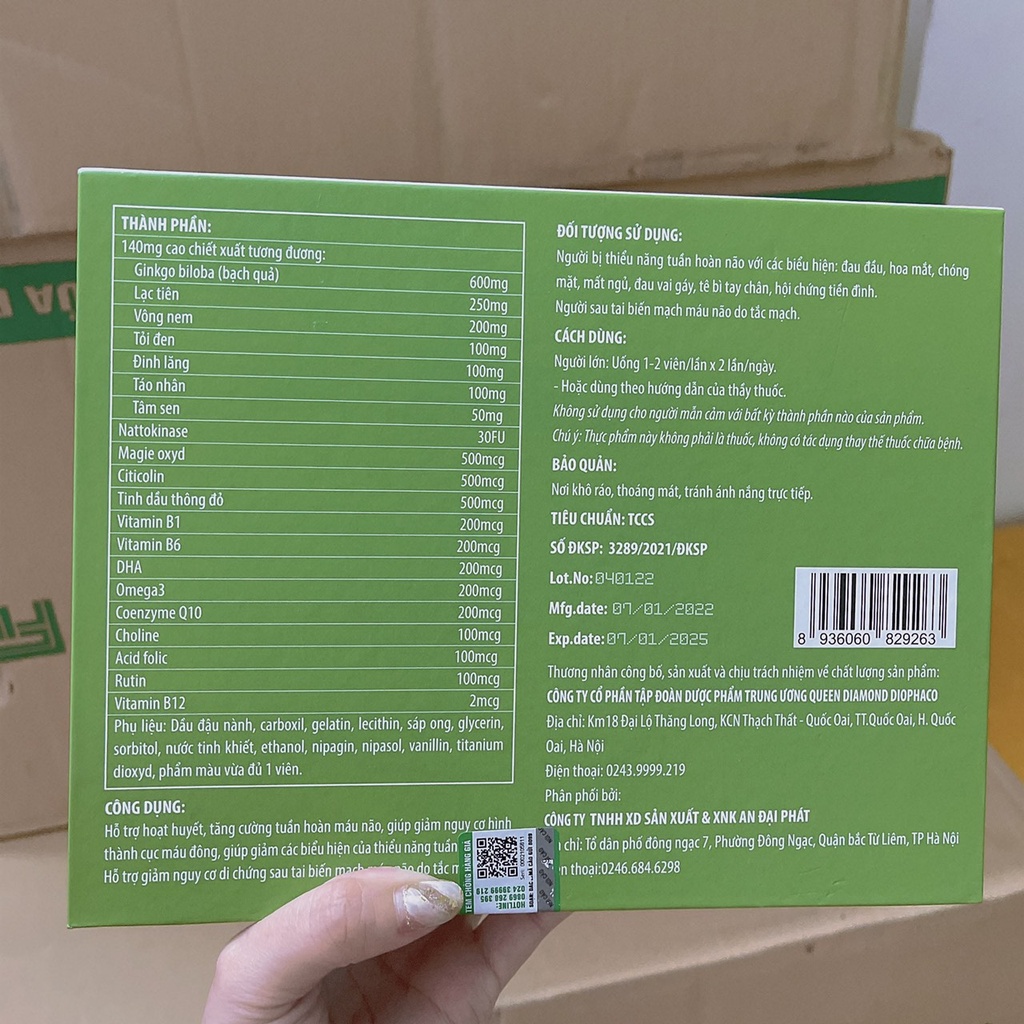 THÀNH PHẦN:
140mg cao chiết xuất tương đương:
Ginkgo biloba (bạch quả) 600mg
Lạc tiên 250mg
Vông nem 200mg
Tỏi đen 100mg
Đinh lăng 100mg
Táo nhân 100mg
Tâm sen 50mg
Nattokinase 30FU
Magie oxyd 500mcg
Citicolin 500mcg
Tinh dầu thông đỏ 500mcg
Vitamin B1 200mcg
Vitamin B6 200mcg
DHA 200mcg
Omega3 200mcg
Coenzyme Q10 200mcg
Choline 100mcg
Acid folic 100mcg
Rutin 100mcg
Vitamin B12 2mcg
Phụ liệu: Dầu đậu nành, carboxil, gelatin, lecithin, sáp ong, glycerin,
sorbitol, nước tinh khiết, ethanol, nipagin, nipasol, vanillin, titanium
dioxyd, phẩm màu vừa đủ 1 viên.
CÔNG DỤNG:
Hỗ trợ hoạt huyết, tăng cường tuần hoàn máu não, giúp giảm nguy cơ hình
thành cục máu đông, giúp giảm các biểu hiện của thiểu năng tuần
Hỗ trợ giảm nguy cơ di chứng sau tai biến mạch máu não do tắc
ĐỐI TƯỢNG SỬ DỤNG:
Người bị thiểu năng tuần hoàn não với các biểu hiện: đau đầu, hoa mắt, chóng
mặt, mất ngủ, đau vai gáy, tê bì tay chân, hội chứng tiền đình.
Người sau tai biến mạch máu não do tắc mạch.
CÁCH DÙNG:
Người lớn: Uống 1-2 viên/lần x 2 lần/ngày.
- Hoặc dùng theo hướng dẫn của thầy thuốc.
Không sử dụng cho người mẫn cảm với bất kỳ thành phần nào của sản phẩm.
Chú ý: Thực phẩm này không phải là thuốc, không có tác dụng thay thế thuốc chữa bệnh.
BẢO QUẢN:
Nơi khô ráo, thoáng mát, tránh ánh nắng trực tiếp.
TIÊU CHUẨN: TCCS
SỐ ĐKSP: 3289/2021/ĐKSP
Lot.No: 040122
Mfg.date: 07/01/2022
Exp.date: 07/01/2025
8 936060 829263
Thương nhân công bố, sản xuất và chịu trách nhiệm về chất lượng sản phẩm:
CÔNG TY CỔ PHẦN TẬP ĐOÀN DƯỢC PHẨM TRUNG ƯƠNG QUEEN DIAMOND DIOPHACO
Địa chỉ: Km18 Đại Lộ Thăng Long, KCN Thạch Thất - Quốc Oai, TT.Quốc Oai, H. Quốc
Oai, Hà Nội
Điện thoại: 0243.9999.219
Phân phối bởi:
CÔNG TY TNHH XD SẢN XUẤT & XNK AN ĐẠI PHÁT
chỉ: Tổ dân phố đông ngạc 7, Phường Đông Ngạc, Quận bắc Từ Liêm, TP Hà Nội
thoại:0246.684.6298
TEM CHỐNG HÀNG GIẢ
HOTLINE:
0869 268 395
024 39999 219